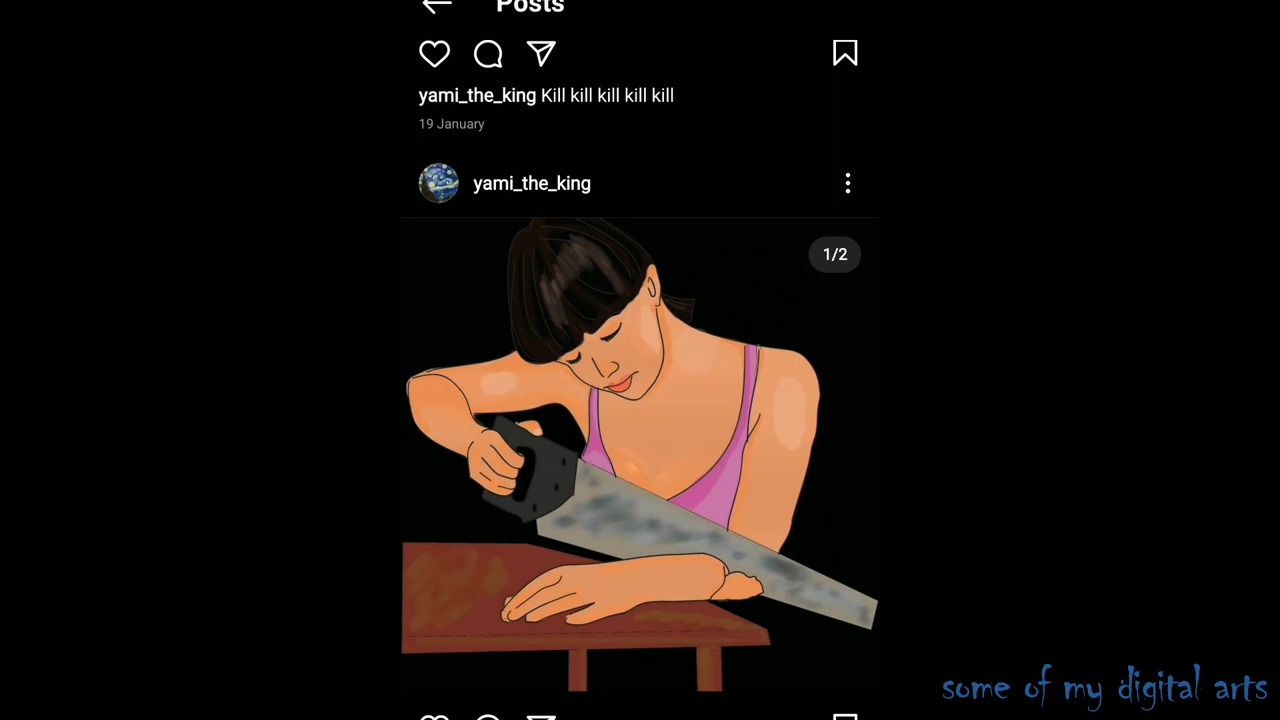 Posts
yami_the_king Kill kill kill kill kill
19 January
yami_the_king
1/2
some of my digital arts